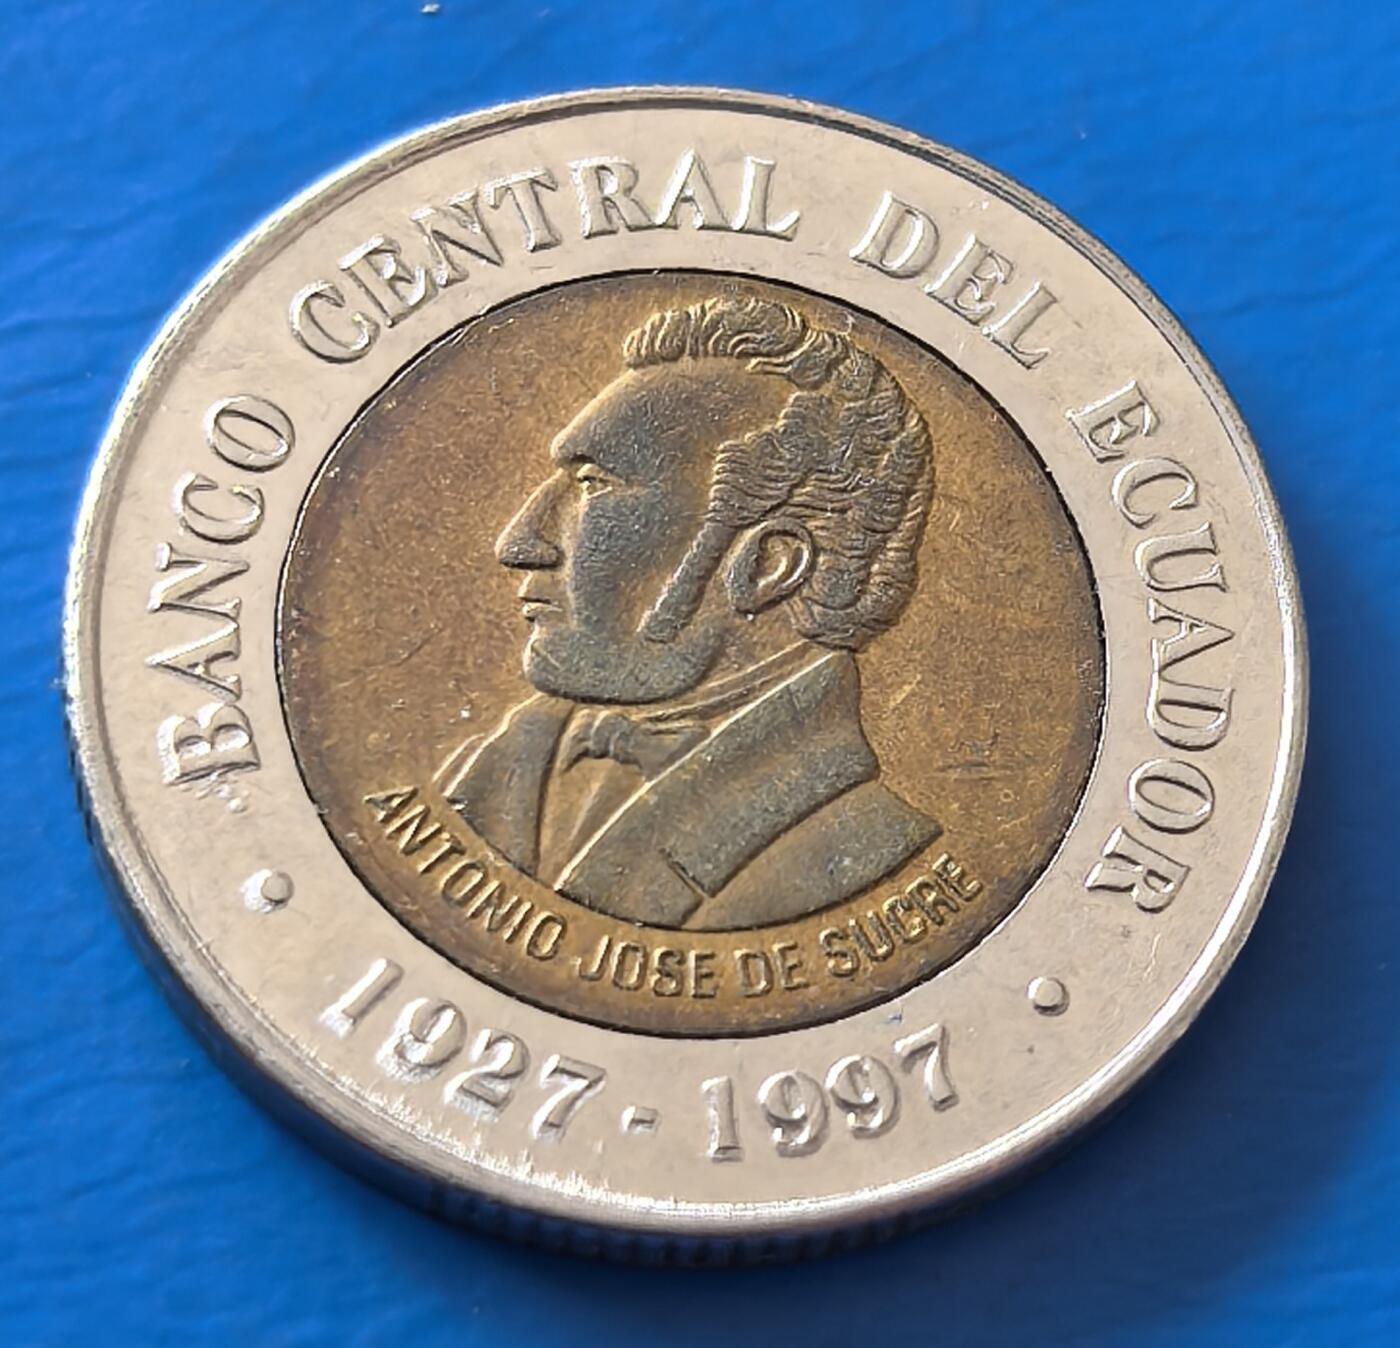 BANCO CENTRAL DEL ECUADOR
ANTONIO JOSE DE SUCRE
• 1927 - 1997 •